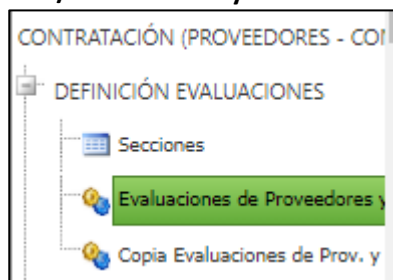 CONTRATACIÓN (PROVEEDORES - CO
DEFINICIÓN EVALUACIONES
Secciones
Evaluaciones de Proveedores y
Copia Evaluaciones de Prov. y